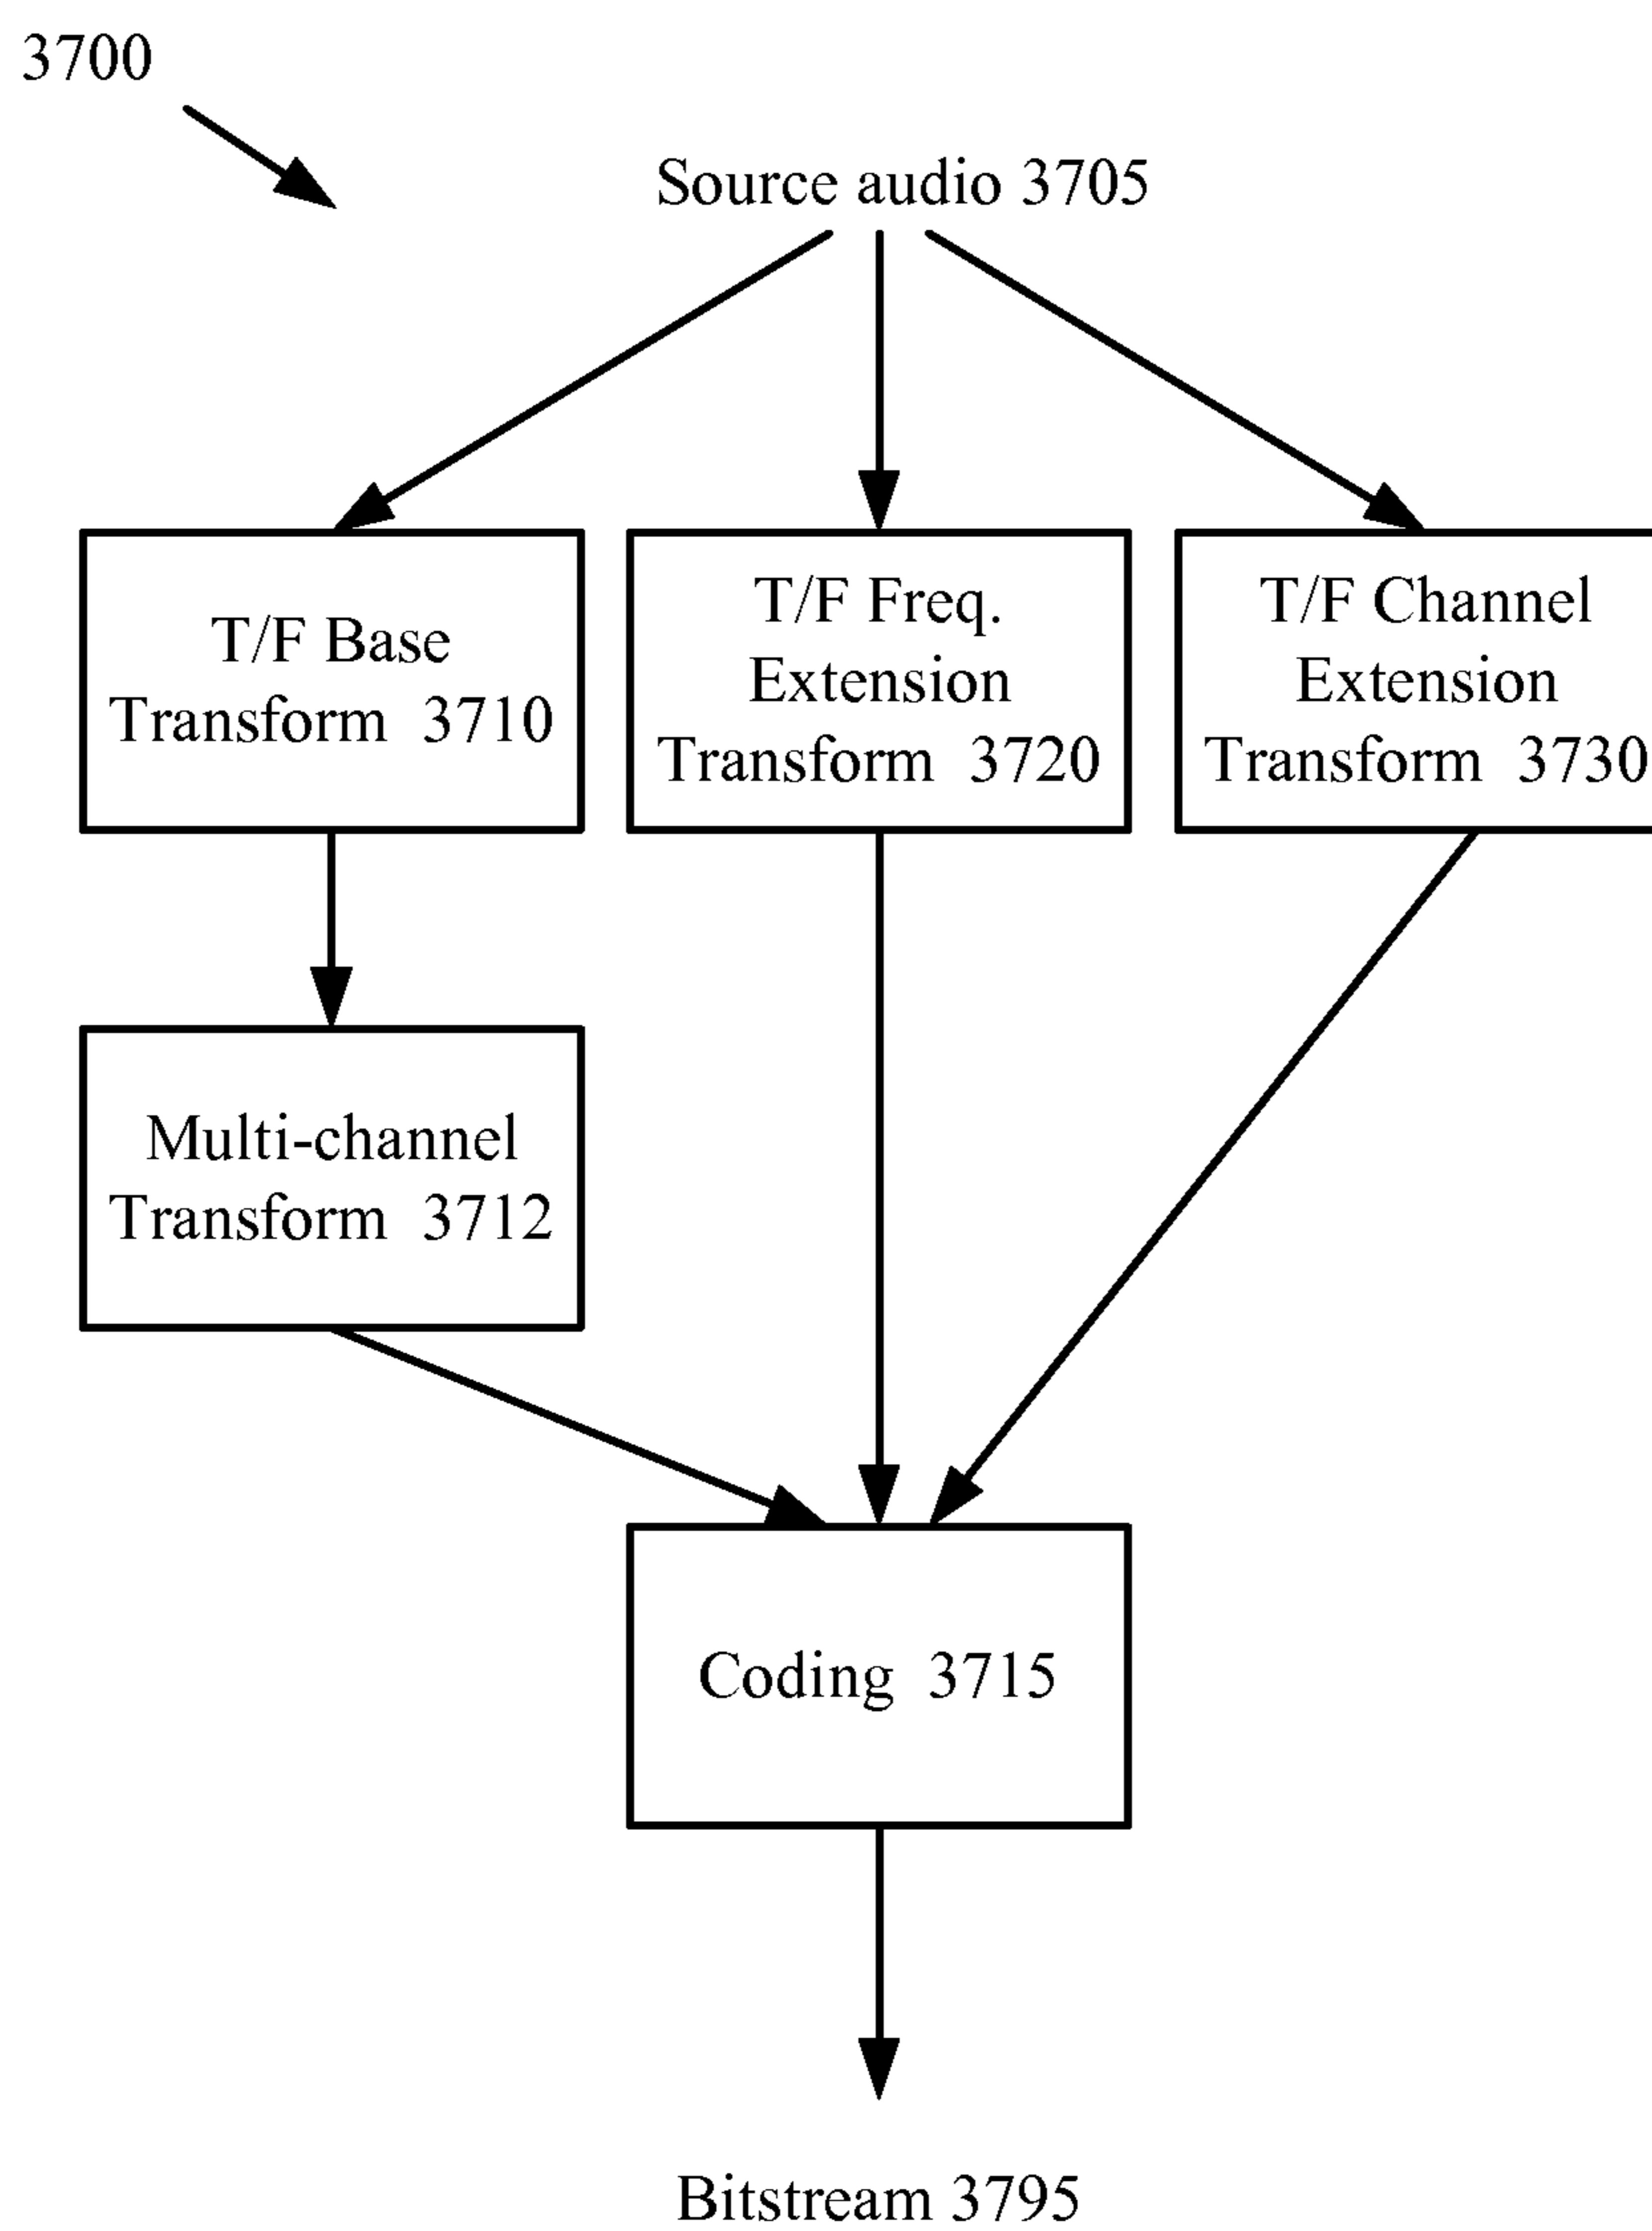 3700
Source audio 3705
T/F Base
Transform 3710
T/F Freq.
Extension
Transform 3720
T/F Channel
Extension
Transform 3730
Multi-channel
Transform 3712
Coding 3715
Bitstream 3795